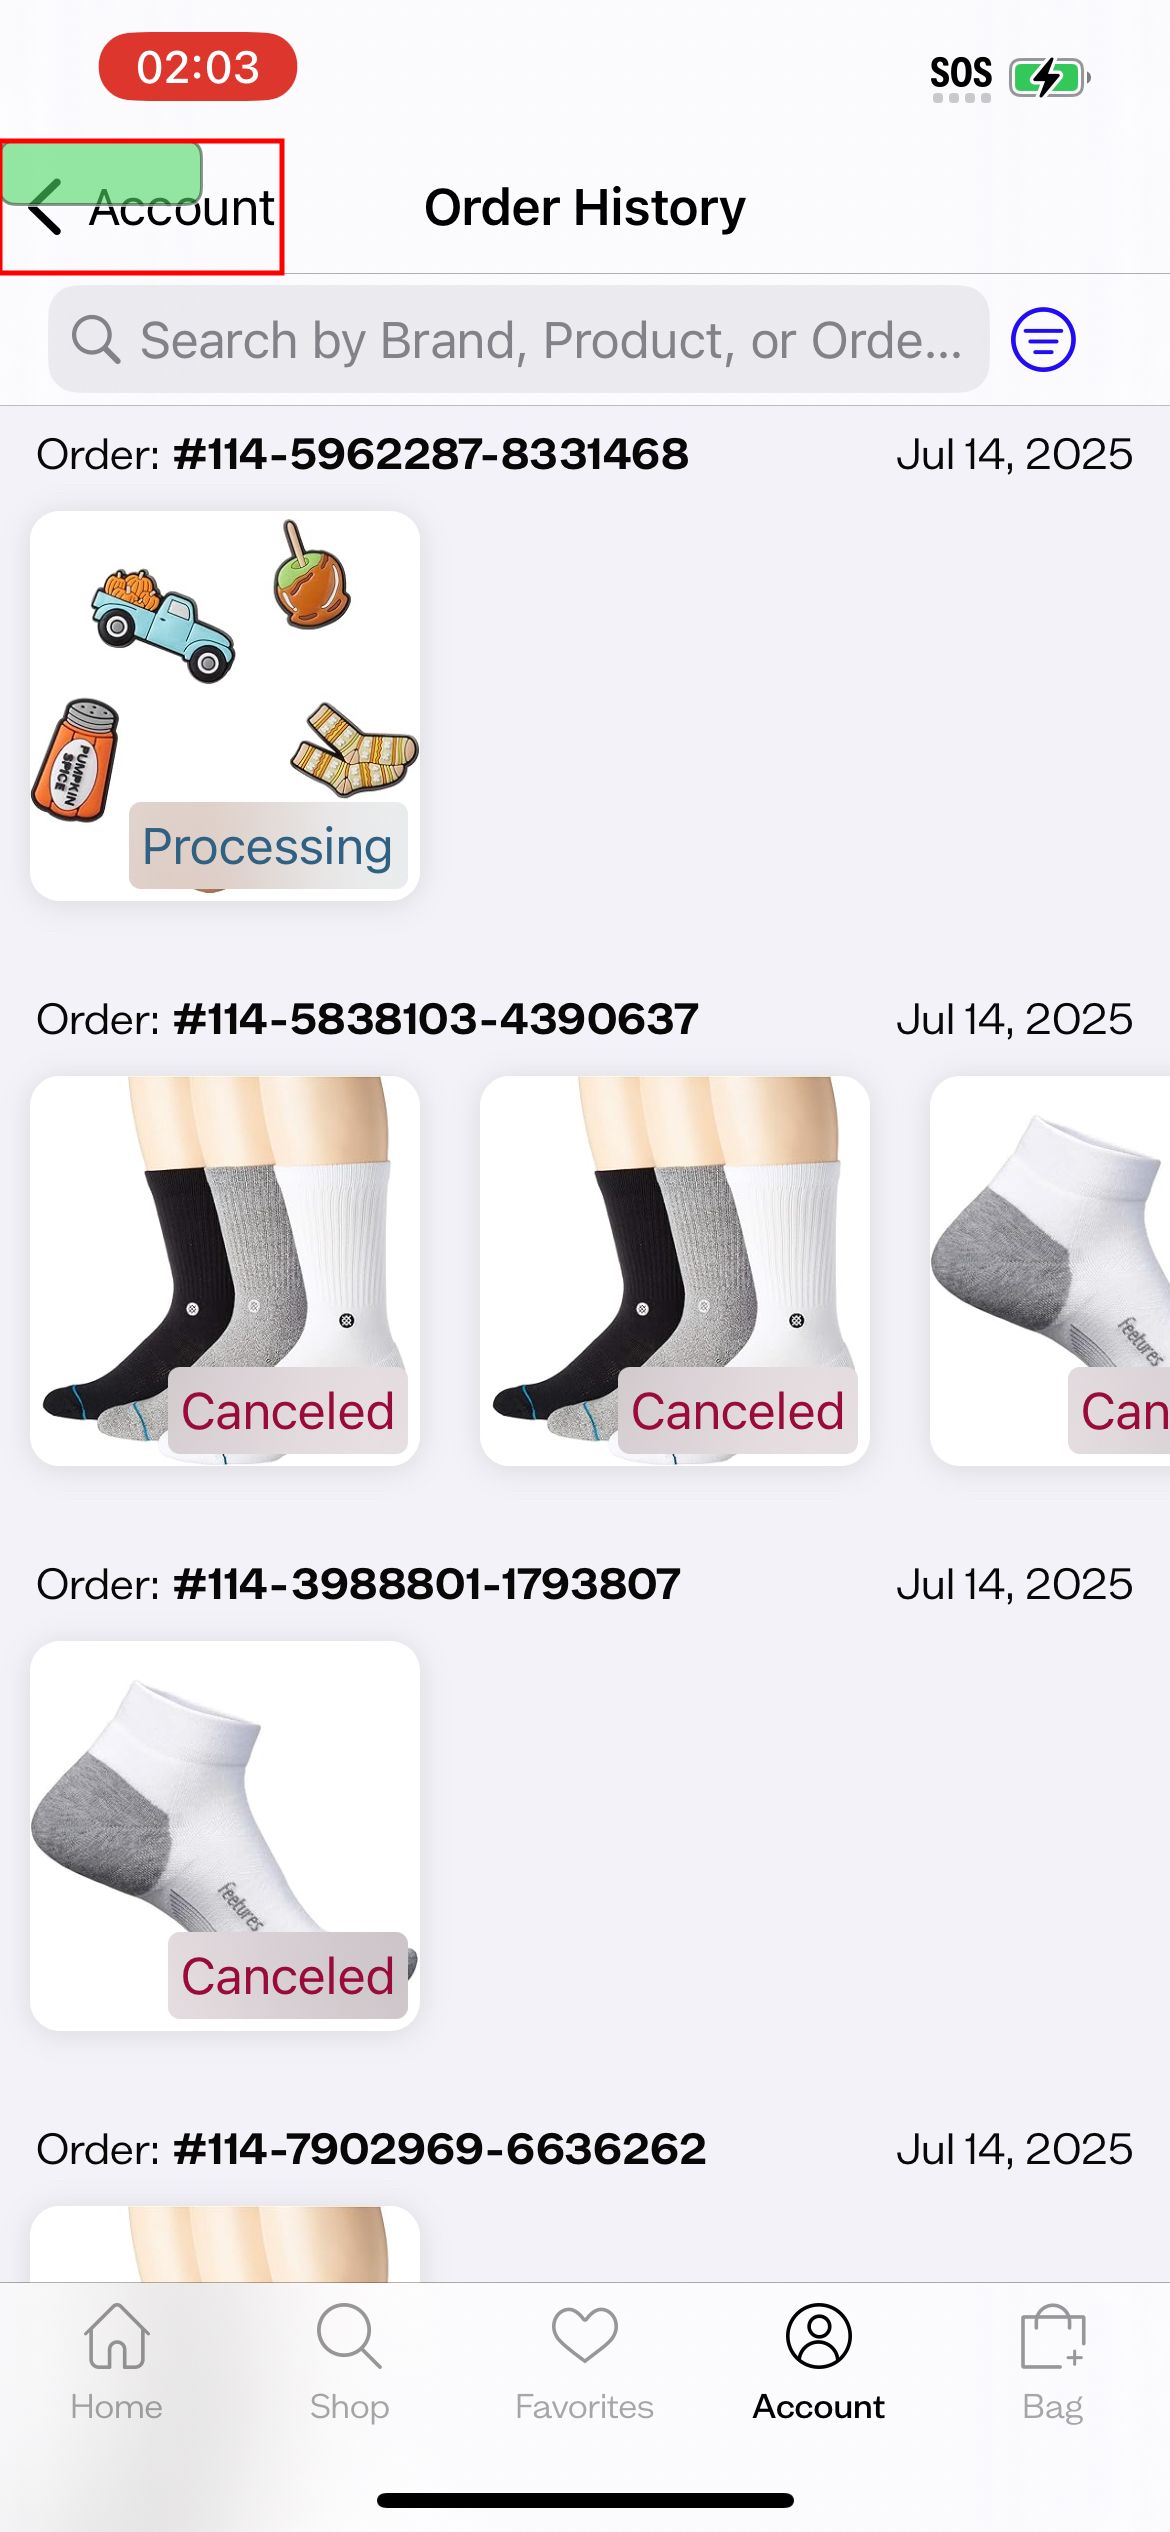 02:03
SOS
Account
Order History
Search by Brand, Product, or Orde...
Order: #114-5962287-8331468
Jul 14, 2025
PUMPKIN
SPICE
Processing
Order: #114-5838103-4390637
Jul 14, 2025
feetures
Canceled
Canceled
Can
Order: #114-3988801-1793807
Jul 14, 2025
feetures
Canceled
Order: #114-7902969-6636262
Jul 14, 2025
Home
Shop
Favorites
Account
Bag